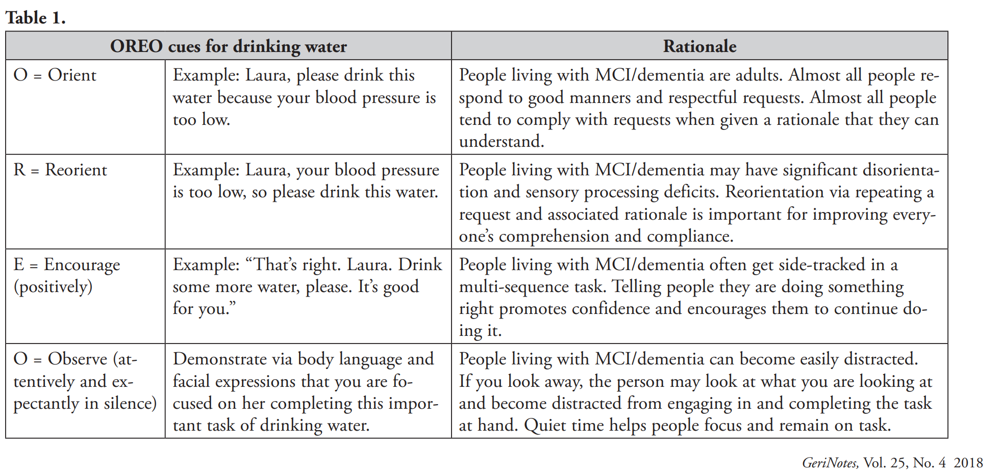 Table 1.
OREO cues for drinking water
Rationale
O = Orient
Example: Laura, please drink this
water because your blood pressure is
too low.
People living with MCI/dementia are adults. Almost all people re-
spond to good manners and respectful requests. Almost all people
tend to comply with requests when given a rationale that they can
understand.
R = Reorient
Example: Laura, your blood pressure
is too low, so please drink this water.
People living with MCI/dementia may have significant disorienta-
tion and sensory processing deficits. Reorientation via repeating a
request and associated rationale is important for improving every-
one’s comprehension and compliance.
E = Encourage
(positively)
Example: “That’s right. Laura. Drink
some more water, please. It’s good
for you.”
People living with MCI/dementia often get side-tracked in a
multi-sequence task. Telling people they are doing something
right promotes confidence and encourages them to continue do-
ing it.
O = Observe (at-
tentively and ex-
pectantly in silence)
Demonstrate via body language and
facial expressions that you are fo-
cused on her completing this impor-
tant task of drinking water.
People living with MCI/dementia can become easily distracted.
If you look away, the person may look at what you are looking at
and become distracted from engaging in and completing the task
at hand. Quiet time helps people focus and remain on task.
GeriNotes, Vol. 25, No. 4 2018